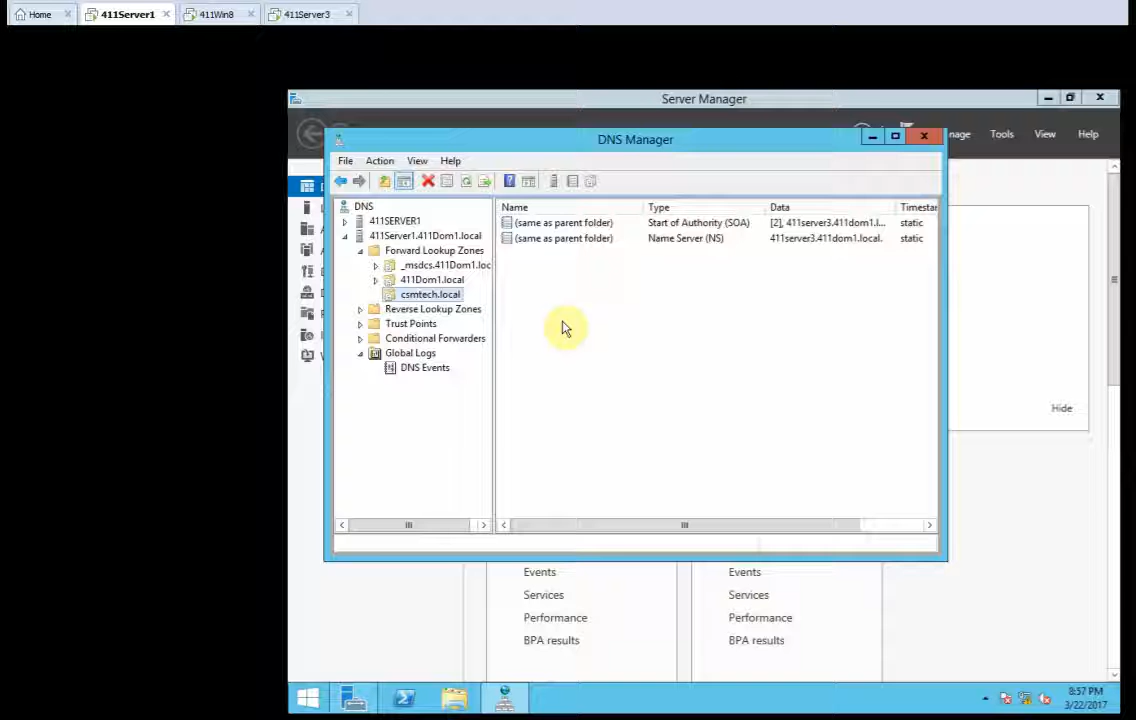 Home 411Server1 411Win8 411Server3
Server Manager
nage Tools View Help
DNS Manager
File Action View Help
DNS
411SERVER1
411Server1.411Dom1.local
Forward Lookup Zones
_msdcs.411Dom1.loc
411Dom1.local
csmtech.local
Reverse Lookup Zones
Trust Points
Conditional Forwarders
Global Logs
DNS Events
Name Type Data Timestar
(same as parent folder) Start of Authority (SOA) [2], 411server3.411dom1.l... static
(same as parent folder) Name Server (NS) 411server3.411dom1.local. static
Hide
Events Events
Services Services
Performance Performance
BPA results BPA results
8:57 PM
3/22/2017